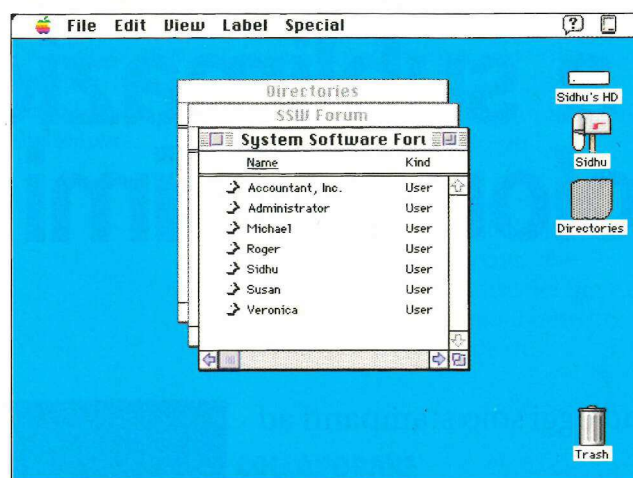 File Edit View Label Special
Directories
SSW Forum
System Software Foru
Name Kind
Accountant, Inc. User
Administrator User
Michael User
Roger User
Sidhu User
Susan User
Veronica User
Sidhu's HD
Sidhu
Directories
Trash